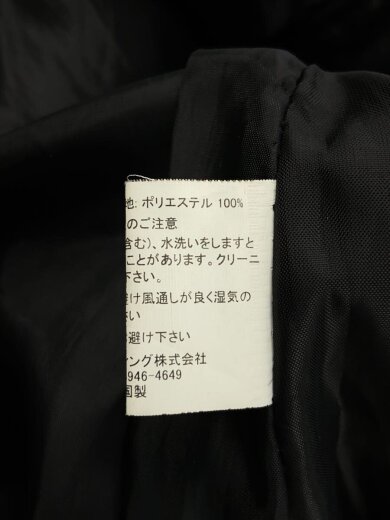 地: ポリエステル 100%
のご注意
含む)、水洗いをしますと
ことがあります。クリーニ
下さい。
避け風通しが良く湿気の
さい
避け下さい
ィング株式会社
-946-4649
国製